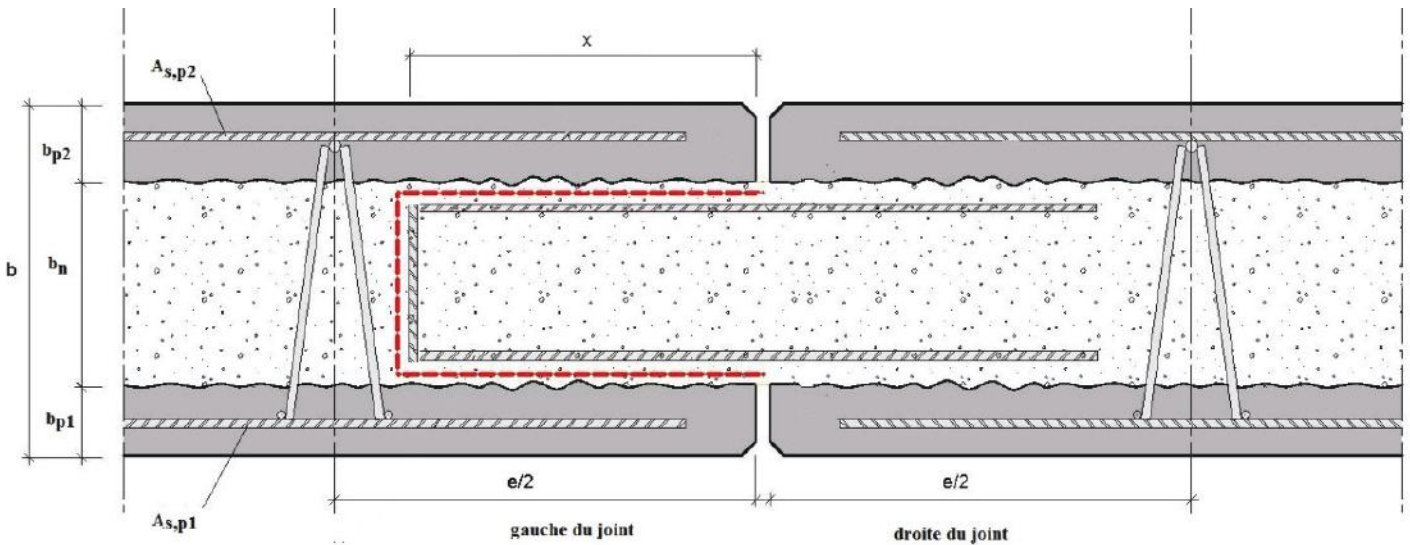 x
As,p2
bp2
b
bn
bp1
As,p1
e/2
e/2
gauche du joint
droite du joint